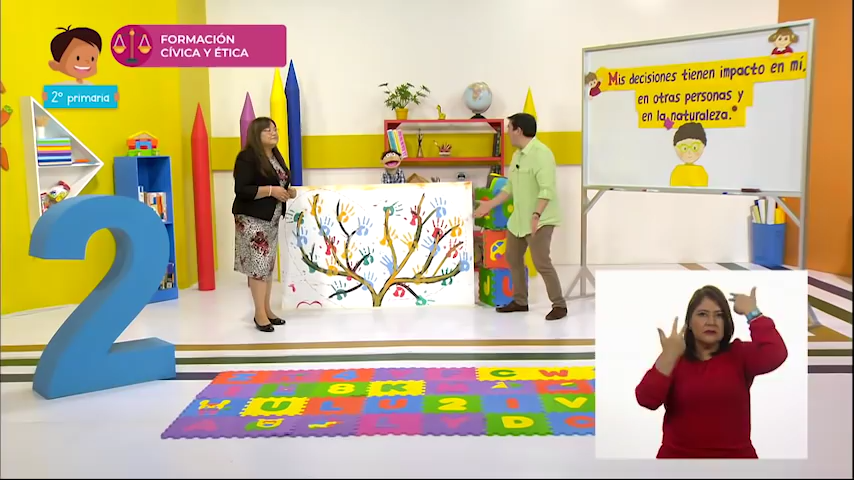 FORMACIÓN
CÍVICA Y ÉTICA
2° primaria
Mis decisiones tienen impacto en mí,
en otras personas y
en la naturaleza.
2